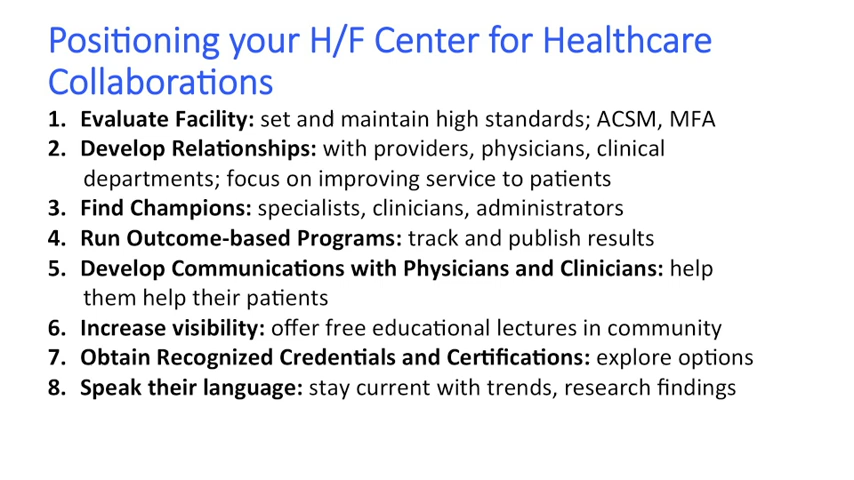 Positioning your H/F Center for Healthcare
Collaborations
1. Evaluate Facility: set and maintain high standards; ACSM, MFA
2. Develop Relationships: with providers, physicians, clinical
departments; focus on improving service to patients
3. Find Champions: specialists, clinicians, administrators
4. Run Outcome-based Programs: track and publish results
5. Develop Communications with Physicians and Clinicians: help
them help their patients
6. Increase visibility: offer free educational lectures in community
7. Obtain Recognized Credentials and Certifications: explore options
8. Speak their language: stay current with trends, research findings